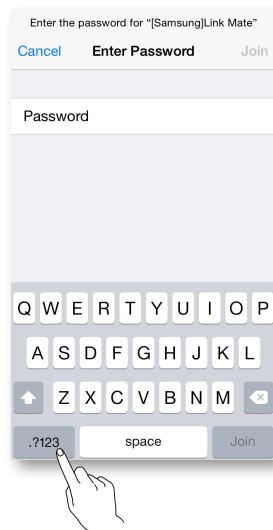 Enter the password for “[Samsung]Link Mate”
Cancel Enter Password Join
Password
Q W E R T Y U I O P
A S D F G H J K L
Z X C V B N M
.?123 space Join